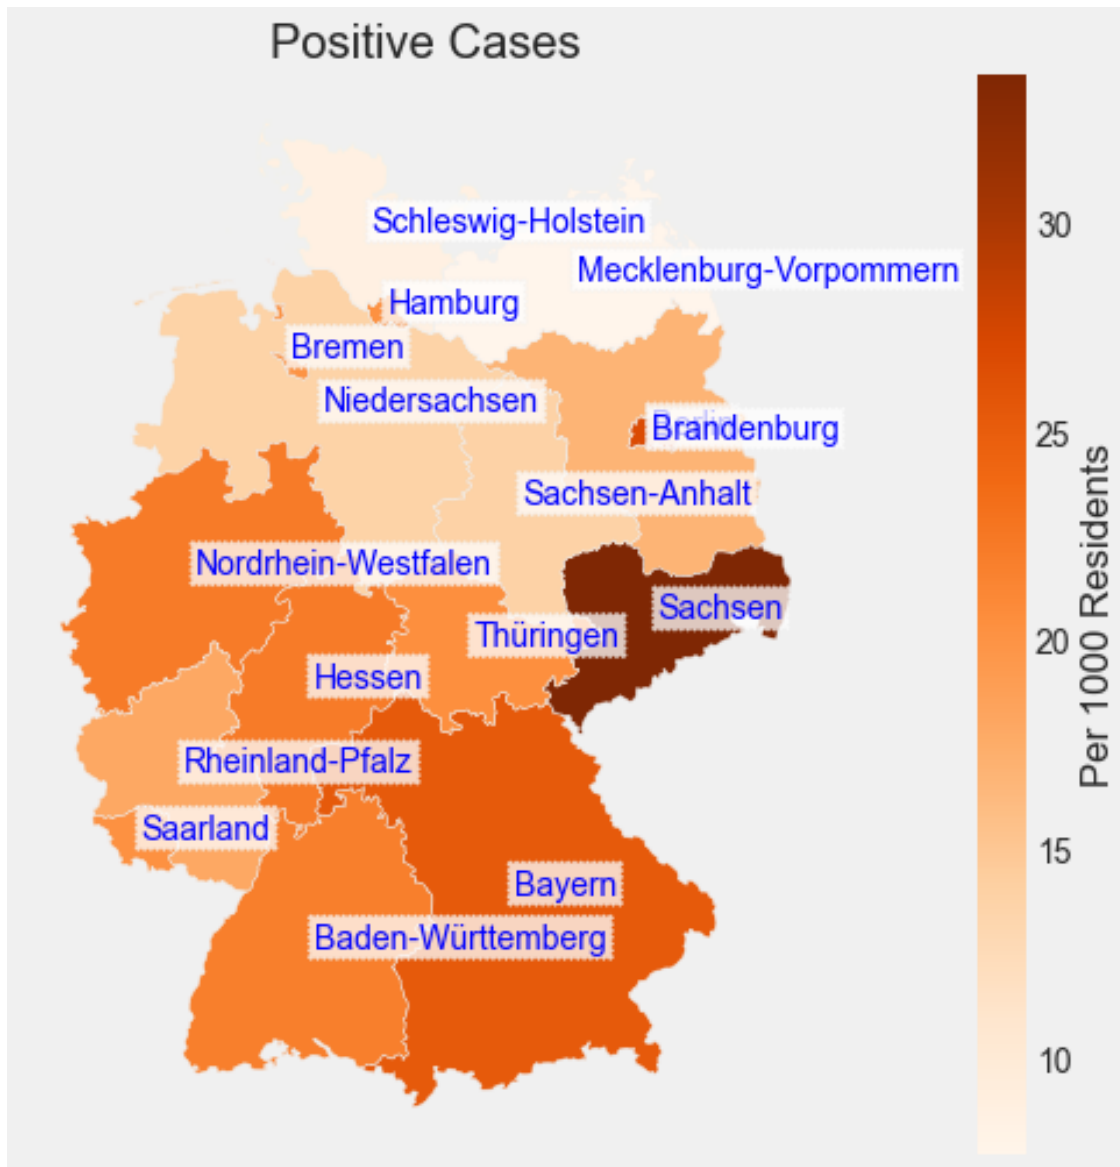 Positive Cases
Schleswig-Holstein
Mecklenburg-Vorpommern
Hamburg
Bremen
Niedersachsen
Berlin
Brandenburg
Sachsen-Anhalt
Nordrhein-Westfalen
Sachsen
Thüringen
Hessen
Rheinland-Pfalz
Saarland
Bayern
Baden-Württemberg
30
25
20
15
10
Per 1000 Residents